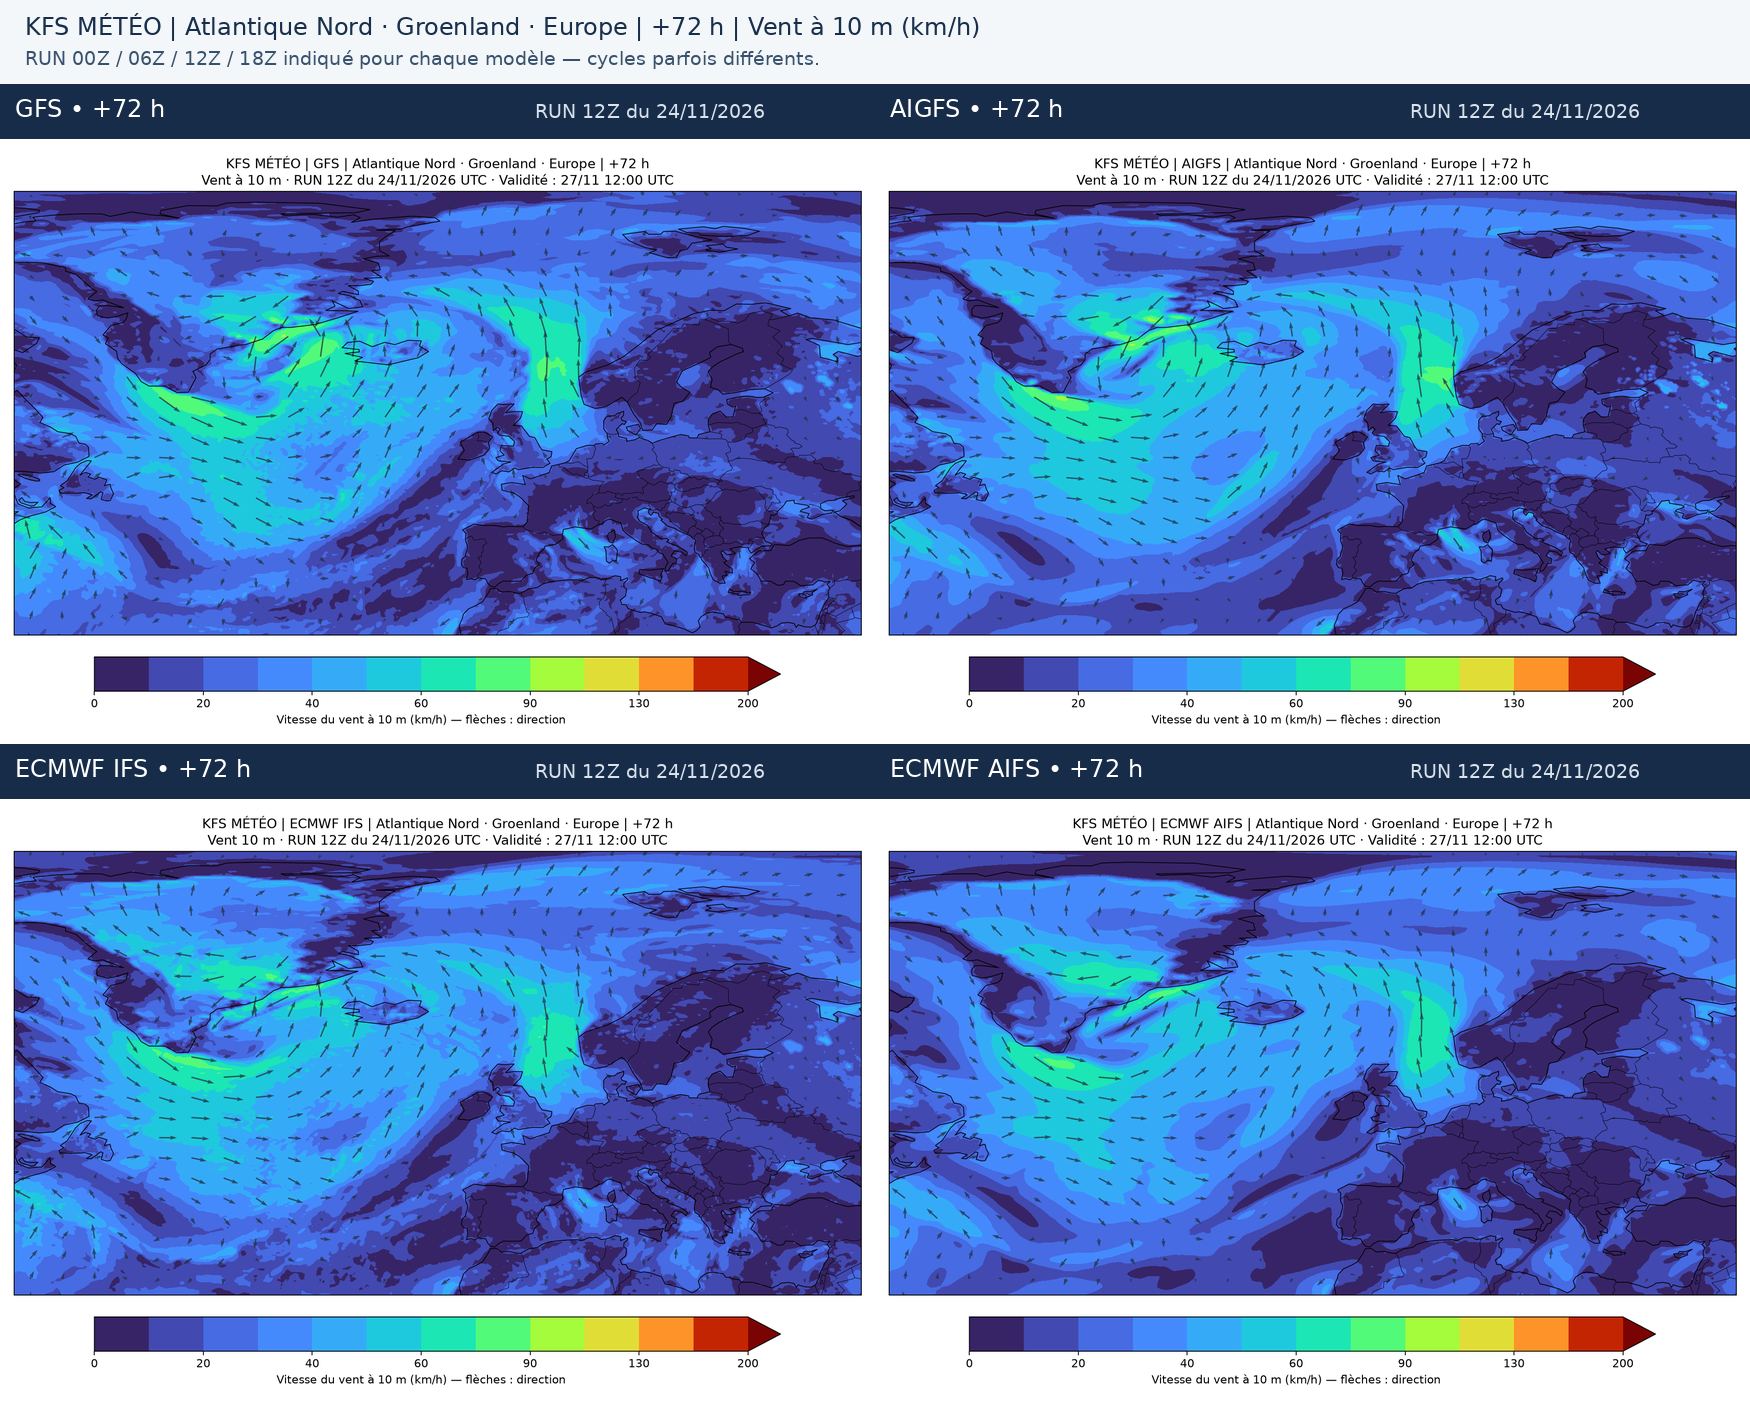 KFS MÉTÉO | Atlantique Nord · Groenland · Europe | +72 h | Vent à 10 m (km/h)
RUN 00Z / 06Z / 12Z / 18Z indiqué pour chaque modèle — cycles parfois différents.
GFS • +72 h
RUN 12Z du 24/11/2026
KFS MÉTÉO | GFS | Atlantique Nord · Groenland · Europe | +72 h
Vent à 10 m · RUN 12Z du 24/11/2026 UTC · Validité : 27/11 12:00 UTC
0 20 40 60 90 130 200
Vitesse du vent à 10 m (km/h) — flèches : direction
AIGFS • +72 h
RUN 12Z du 24/11/2026
KFS MÉTÉO | AIGFS | Atlantique Nord · Groenland · Europe | +72 h
Vent à 10 m · RUN 12Z du 24/11/2026 UTC · Validité : 27/11 12:00 UTC
0 20 40 60 90 130 200
Vitesse du vent à 10 m (km/h) — flèches : direction
ECMWF IFS • +72 h
RUN 12Z du 24/11/2026
KFS MÉTÉO | ECMWF IFS | Atlantique Nord · Groenland · Europe | +72 h
Vent 10 m · RUN 12Z du 24/11/2026 UTC · Validité : 27/11 12:00 UTC
0 20 40 60 90 130 200
Vitesse du vent à 10 m (km/h) — flèches : direction
ECMWF AIFS • +72 h
RUN 12Z du 24/11/2026
KFS MÉTÉO | ECMWF AIFS | Atlantique Nord · Groenland · Europe | +72 h
Vent 10 m · RUN 12Z du 24/11/2026 UTC · Validité : 27/11 12:00 UTC
0 20 40 60 90 130 200
Vitesse du vent à 10 m (km/h) — flèches : direction